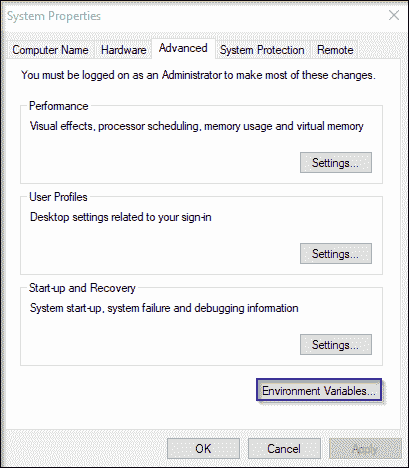 System Properties
Computer Name Hardware Advanced System Protection Remote
You must be logged on as an Administrator to make most of these changes.
Performance
Visual effects, processor scheduling, memory usage and virtual memory
Settings...
User Profiles
Desktop settings related to your sign-in
Settings...
Start-up and Recovery
System start-up, system failure and debugging information
Settings...
Environment Variables...
OK Cancel Apply